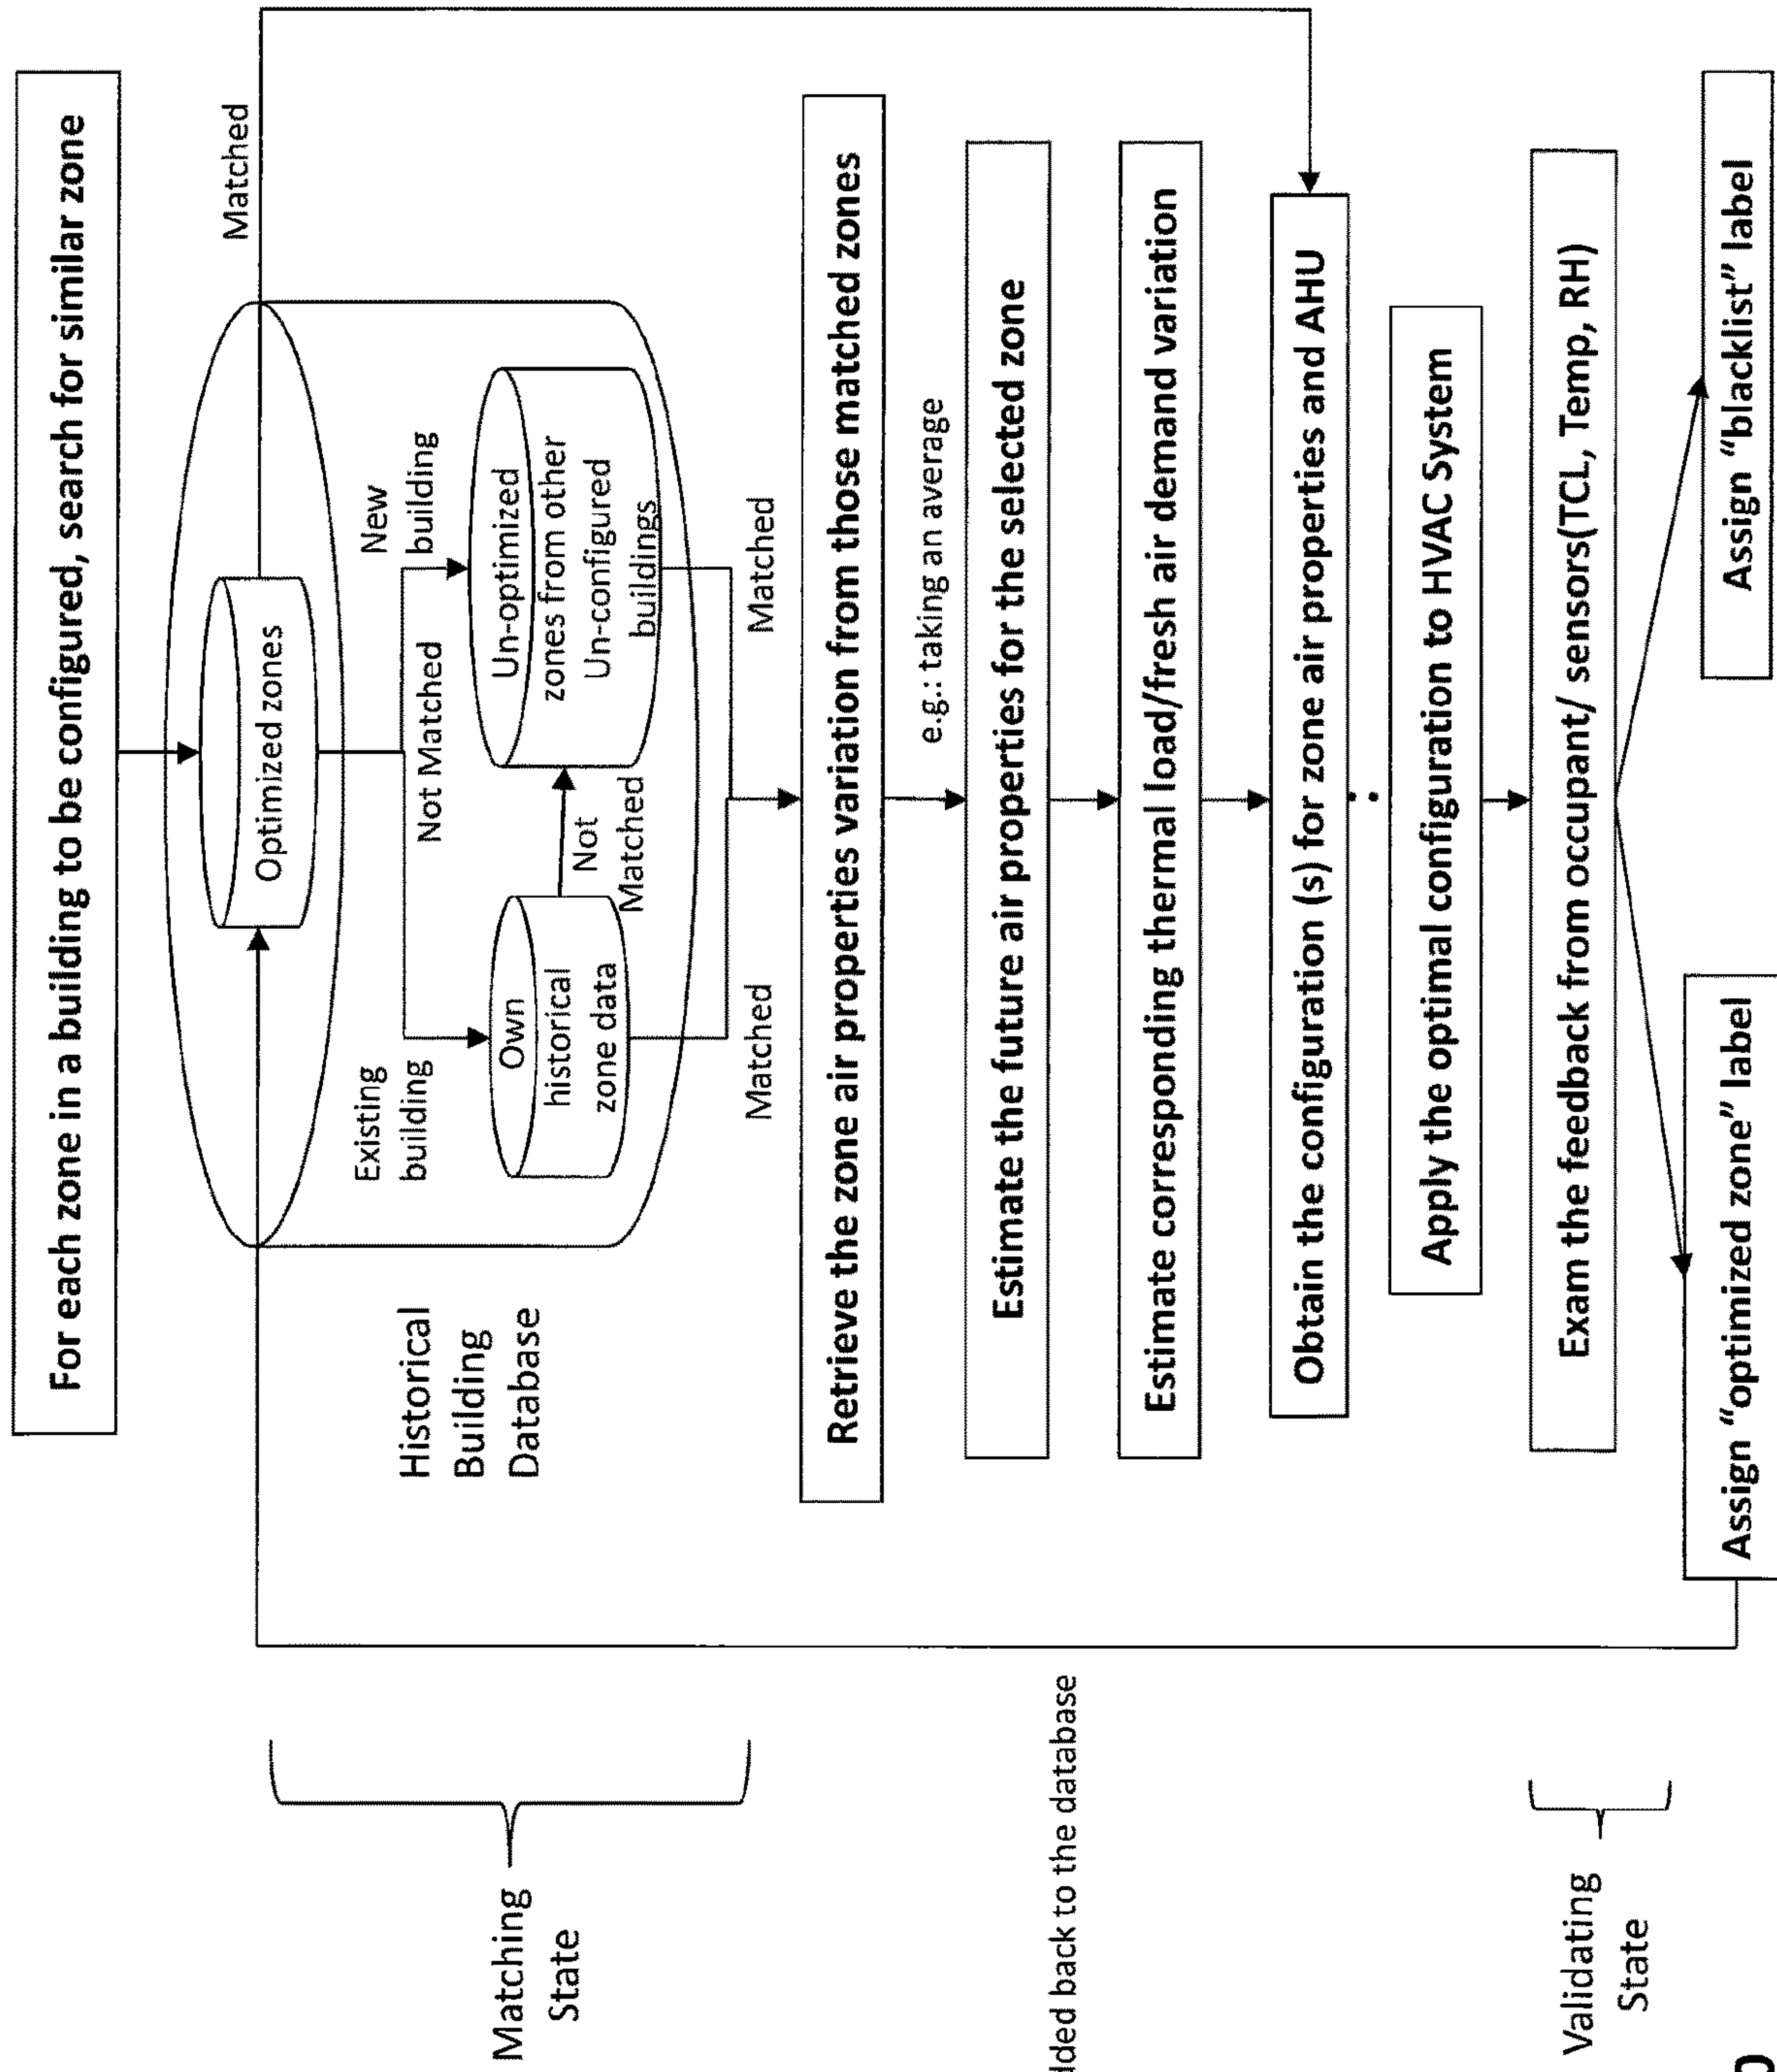 For each zone in a building to be configured, search for similar zone
Matched
Optimized zones
Historical
Building
Database
Existing
building
Not Matched
New
building
Own
historical
zone data
Not
Matched
Un-optimized
zones from other
Un-configured
buildings
Matched
Matched
Matching
State
Retrieve the zone air properties variation from those matched zones
e.g.: taking an average
Estimate the future air properties for the selected zone
back to the database
Estimate corresponding thermal load/fresh air demand variation
Obtain the configuration (s) for zone air properties and AHU
Apply the optimal configuration to HVAC System
Exam the feedback from occupant/ sensors(TCL, Temp, RH)
Validating
State
Assign “optimized zone” label
Assign “blacklist” label